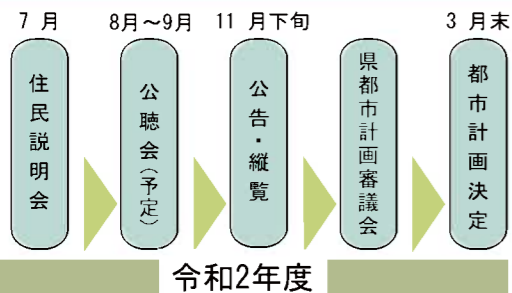 7 月
8月～9月
11 月下旬
3 月末
住民説明会
公聴会(予定)
公告・縦覧
県都市計画審議会
都市計画決定
令和2年度